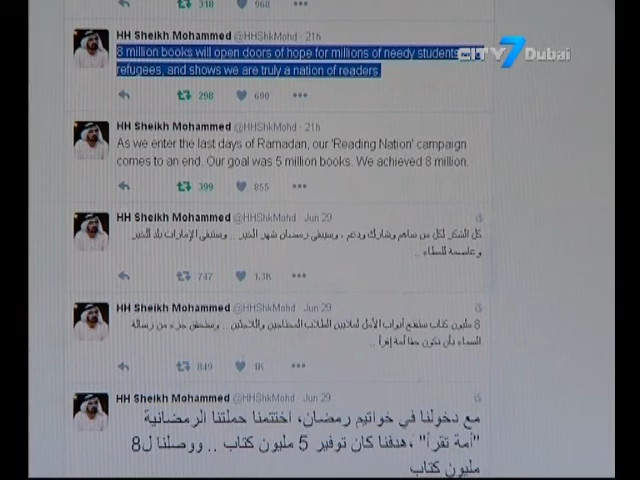 318 968
HH Sheikh Mohammed @HHShkMohd · 21h
8 million books will open doors of hope for millions of needy students
refugees, and shows we are truly a nation of readers
298 690
CITY 7 Dubai
HH Sheikh Mohammed @HHShkMohd · 21h
As we enter the last days of Ramadan, our 'Reading Nation' campaign
comes to an end. Our goal was 5 million books. We achieved 8 million.
399 855
HH Sheikh Mohammed @HHShkMohd · Jun 29
كل الشكر لكل من ساهم وشارك ودعم ، وسيبقى رمضان شهر الخير .. وستبقى الإمارات بلد للخير
وعاصمة للعطاء ..
747 1.3K
HH Sheikh Mohammed @HHShkMohd · Jun 29
8 مليون كتاب ستفتح أبواب الأمل لملايين الطلاب المحتاجين واللاجئين .. وستحقق جزء من رسالة
السماء بأن نكون حقا أمة إقرأ ..
849 1K
HH Sheikh Mohammed @HHShkMohd · Jun 29
مع دخولنا في خواتيم رمضان، اختتمنا حملتنا الرمضانية
"أمة تقرأ" ،هدفنا كان توفير 5 مليون كتاب .. ووصلنا ل8
مليون كتاب